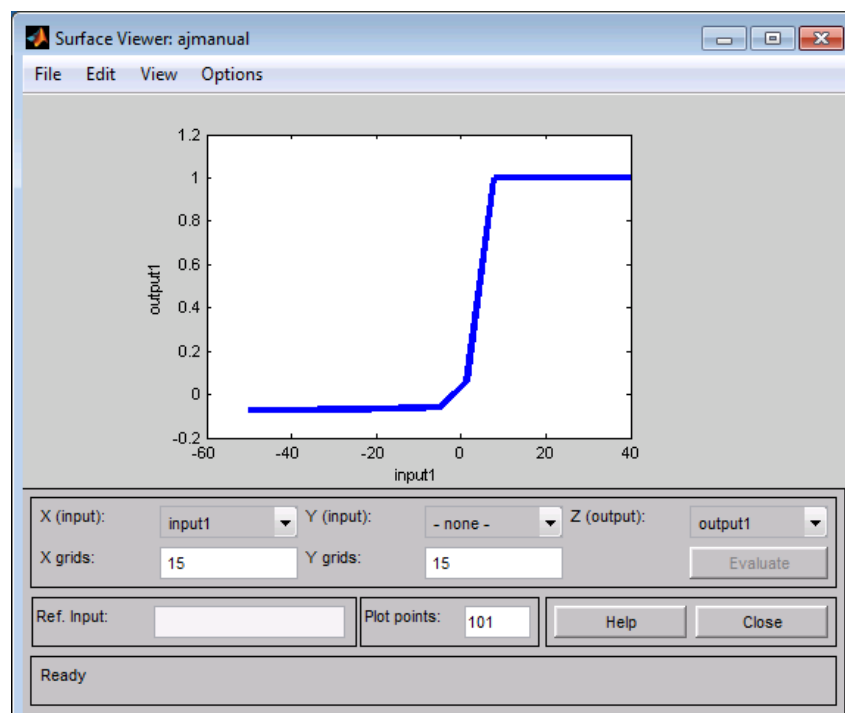 Surface Viewer: ajmanual
File Edit View Options
1.2
1
0.8
0.6
0.4
0.2
0
-0.2
output1
-60 -40 -20 0 20 40
input1
X (input): input1 Y (input): - none - Z (output): output1
X grids: 15 Y grids: 15 Evaluate
Ref. Input: Plot points: 101 Help Close
Ready